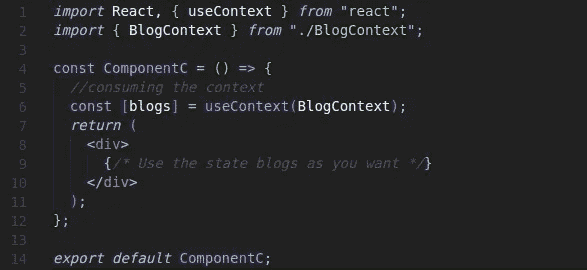 1 import React, { useContext } from "react";
2 import { BlogContext } from "./BlogContext";
3
4 const ComponentC = () => {
5 //consuming the context
6 const [blogs] = useContext(BlogContext);
7 return (
8 <div>
9 {/* Use the state blogs as you want */}
10 </div>
11 );
12 };
13
14 export default ComponentC;